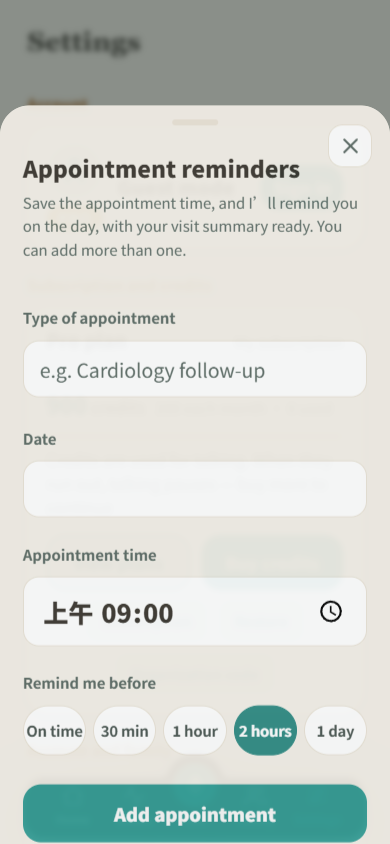 Settings
Appointment reminders
Save the appointment time, and I’ll remind you
on the day, with your visit summary ready. You
can add more than one.
Type of appointment
e.g. Cardiology follow-up
Date
Appointment time
上午 09:00
Remind me before
On time 30 min 1 hour 2 hours 1 day
Add appointment